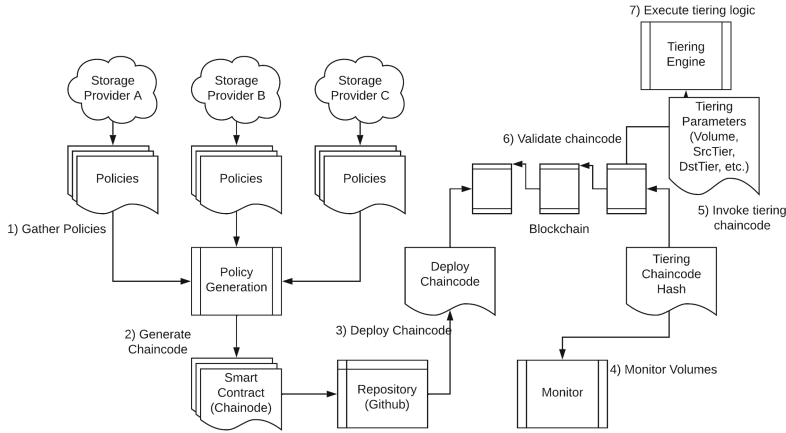 7) Execute tiering logic
Tiering
Engine
Storage
Provider A
Storage
Provider B
Storage
Provider C
Tiering
Parameters
(Volume,
SrcTier,
DstTier, etc.)
6) Validate chaincode
Policies
Policies
Policies
5) Invoke tiering
chaincode
1) Gather Policies
Blockchain
Policy
Generation
Deploy
Chaincode
Tiering
Chaincode
Hash
2) Generate
Chaincode
3) Deploy Chaincode
Smart
Contract
(Chainode)
Repository
(Github)
Monitor
4) Monitor Volumes